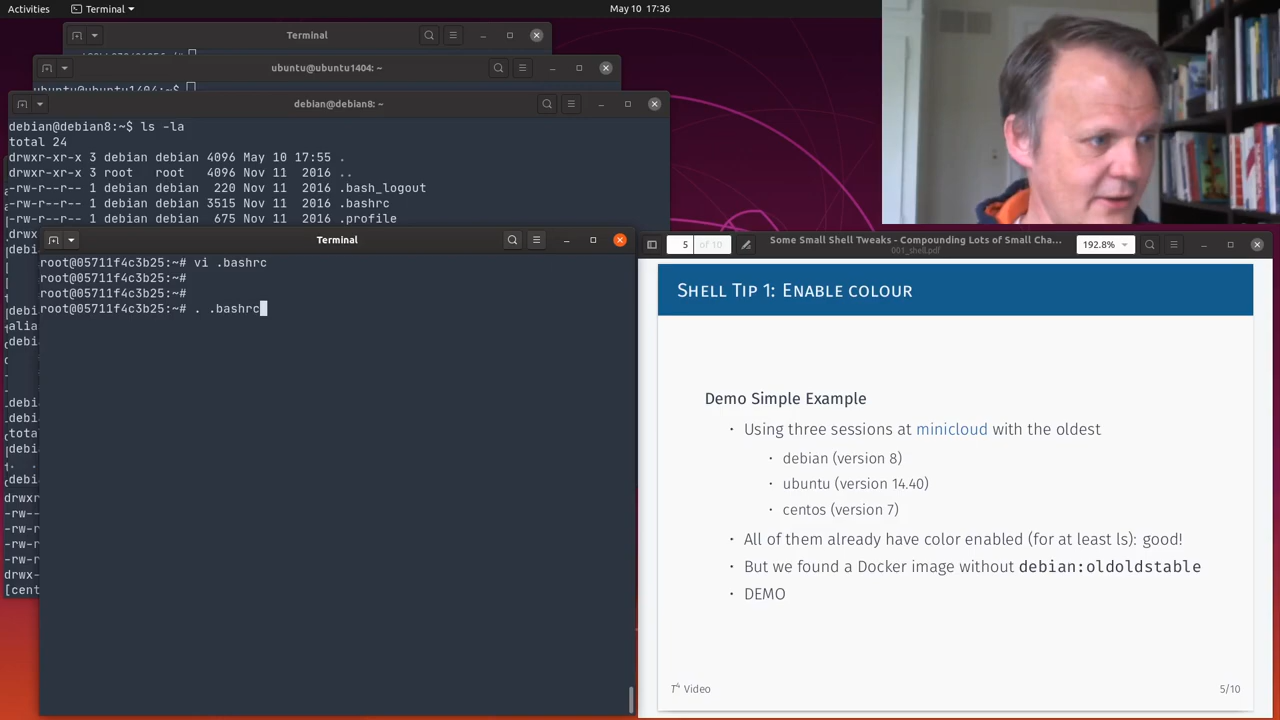 Activities
Terminal
May 10 17:36
Terminal
ubuntu@ubuntu1404: ~
debian@debian8: ~
debian@debian8:~$ ls -la
total 24
drwxr-xr-x 3 debian debian 4096 May 10 17:55 .
drwxr-xr-x 3 root   root   4096 Nov 11  2016 ..
-rw-r--r-- 1 debian debian  220 Nov 11  2016 .bash_logout
-rw-r--r-- 1 debian debian 3515 Nov 11  2016 .bashrc
-rw-r--r-- 1 debian debian  675 Nov 11  2016 .profile
Terminal
root@05711f4c3b25:~# vi .bashrc
root@05711f4c3b25:~#
root@05711f4c3b25:~#
root@05711f4c3b25:~# . .bashrc
5 of 10
Some Small Shell Tweaks - Compounding Lots of Small Cha...
001_shell.pdf
192.8%
Shell Tip 1: Enable colour
Demo Simple Example
· Using three sessions at minicloud with the oldest
· debian (version 8)
· ubuntu (version 14.40)
· centos (version 7)
· All of them already have color enabled (for at least ls): good!
· But we found a Docker image without debian:oldoldstable
· DEMO
T⁴ Video
5/10